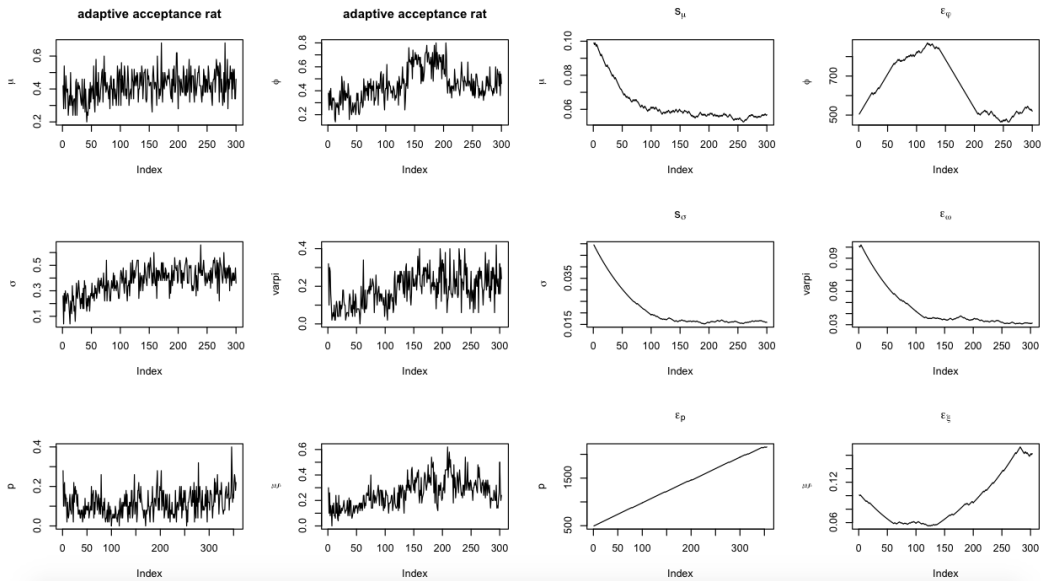 adaptive acceptance rat
adaptive acceptance rat
sμ
εφ
μ
0.2 0.4 0.6
0 50 100 150 200 250 300
Index
ϕ
0.2 0.4 0.6 0.8
0 50 100 150 200 250 300
Index
μ
0.06 0.08 0.10
0 50 100 150 200 250 300
Index
ϕ
500 700
0 50 100 150 200 250 300
Index
sσ
εω
σ
0.1 0.3 0.5
0 50 100 150 200 250 300
Index
varpi
0.0 0.2 0.4
0 50 100 150 200 250 300
Index
σ
0.015 0.035
0 50 100 150 200 250 300
Index
varpi
0.03 0.06 0.09
0 50 100 150 200 250 300
Index
εp
εξ
p
0.0 0.2 0.4
0 50 100 200 300
Index
0.0 0.2 0.4 0.6
0 50 100 150 200 250 300
Index
p
500 1500
0 50 100 200 300
Index
0.06 0.12
0 50 100 150 200 250 300
Index